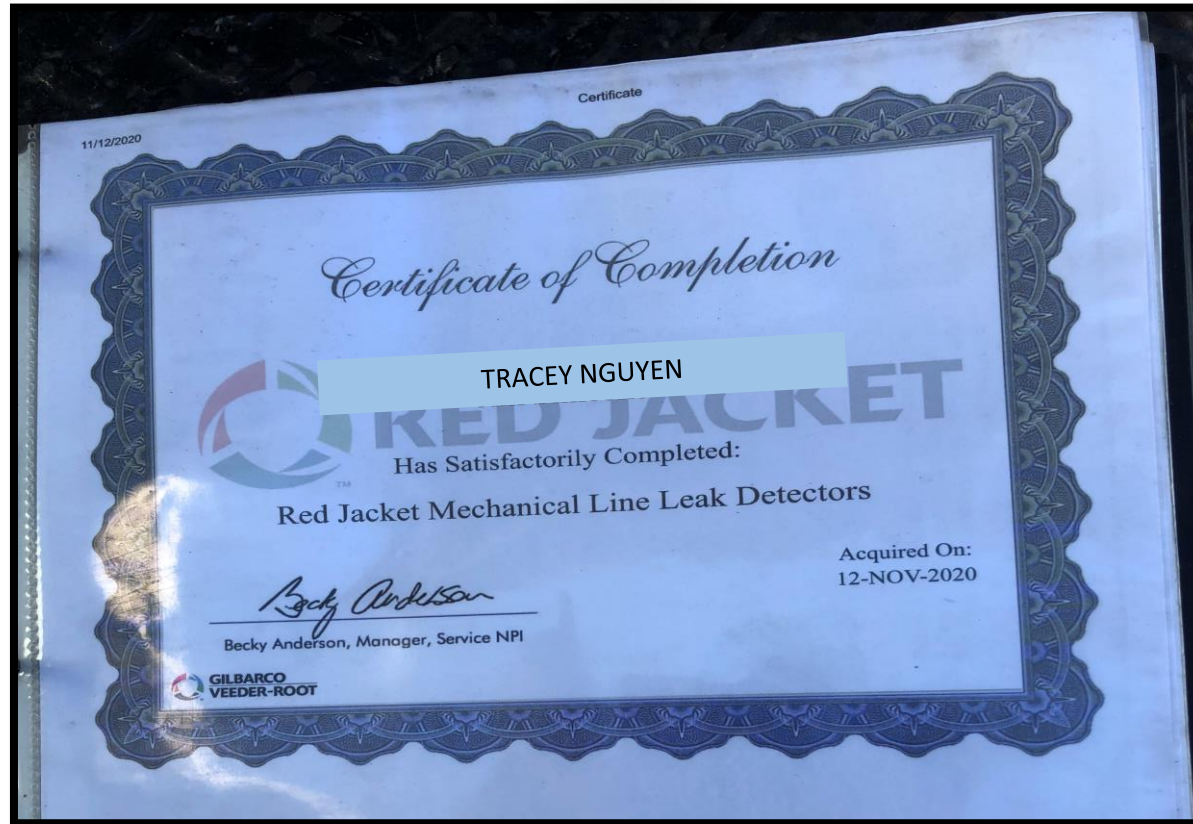 Certificate
11/12/2020
Certificate of Completion
TRACEY NGUYEN
RED JACKET
TM
Has Satisfactorily Completed:
Red Jacket Mechanical Line Leak Detectors
Acquired On:
12-NOV-2020
Becky Anderson
Becky Anderson, Manager, Service NPI
GILBARCO
VEEDER-ROOT